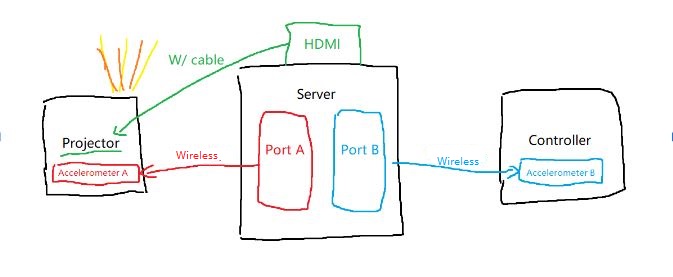 HDMI
W/ cable
Server
Projector
Accelerometer A
Wireless
Port A
Port B
Wireless
Controller
Accelerometer B